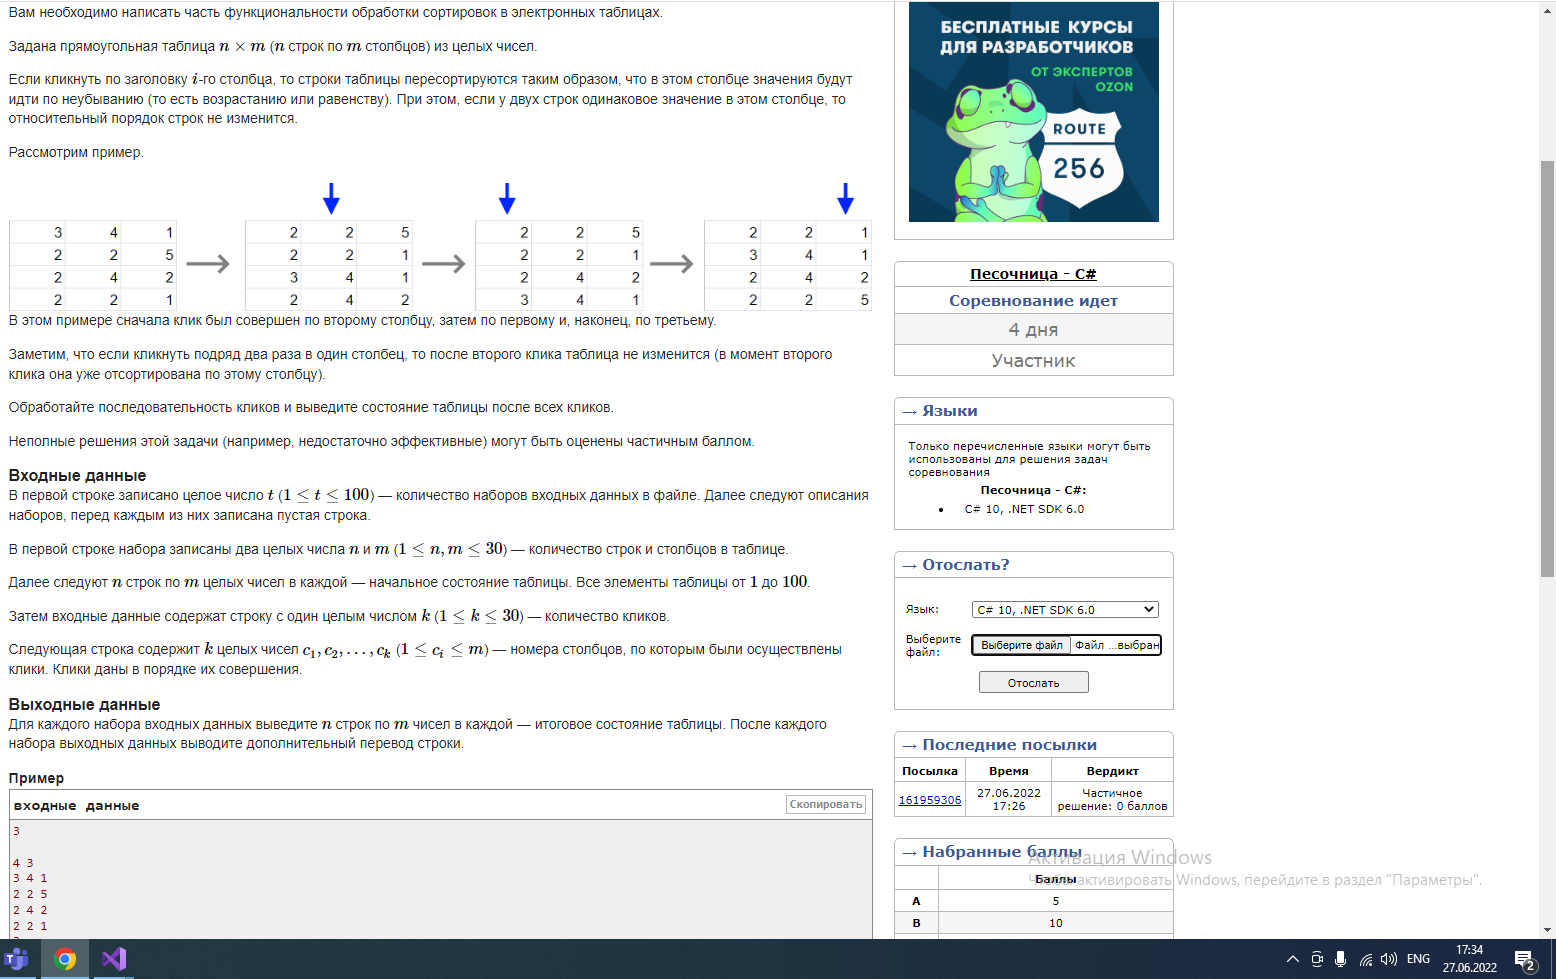 Вам необходимо написать часть функциональности обработки сортировок в электронных таблицах.
Задана прямоугольная таблица n × m (n строк по m столбцов) из целых чисел.
Если кликнуть по заголовку i-го столбца, то строки таблицы пересортируются таким образом, что в этом столбце значения будут
идти по неубыванию (то есть возрастанию или равенству). При этом, если у двух строк одинаковое значение в этом столбце, то
относительный порядок строк не изменится.
Рассмотрим пример.
3 4 1 2 2 5 2 2 5 2 2 1
2 2 5 2 2 1 2 2 1 3 4 1
2 4 2 3 4 1 2 4 2 2 4 2
2 2 1 2 4 2 3 4 1 2 2 5
В этом примере сначала клик был совершен по второму столбцу, затем по первому и, наконец, по третьему.
Заметим, что если кликнуть подряд два раза в один столбец, то после второго клика таблица не изменится (в момент второго
клика она уже отсортирована по этому столбцу).
Обработайте последовательность кликов и выведите состояние таблицы после всех кликов.
Неполные решения этой задачи (например, недостаточно эффективные) могут быть оценены частичным баллом.
Входные данные
В первой строке записано целое число t (1 ≤ t ≤ 100) — количество наборов входных данных в файле. Далее следуют описания
наборов, перед каждым из них записана пустая строка.
В первой строке набора записаны два целых числа n и m (1 ≤ n, m ≤ 30) — количество строк и столбцов в таблице.
Далее следуют n строк по m целых чисел в каждой — начальное состояние таблицы. Все элементы таблицы от 1 до 100.
Затем входные данные содержат строку с один целым числом k (1 ≤ k ≤ 30) — количество кликов.
Следующая строка содержит k целых чисел c₁, c₂, . . . , cₖ (1 ≤ cᵢ ≤ m) — номера столбцов, по которым были осуществлены
клики. Клики даны в порядке их совершения.
Выходные данные
Для каждого набора входных данных выведите n строк по m чисел в каждой — итоговое состояние таблицы. После каждого
набора выходных данных выводите дополнительный перевод строки.
Пример
входные данные
Скопировать
3
4 3
3 4 1
2 2 5
2 4 2
2 2 1
БЕСПЛАТНЫЕ КУРСЫ
ДЛЯ РАЗРАБОТЧИКОВ
ОТ ЭКСПЕРТОВ
OZON
ROUTE
256
Песочница - C#
Соревнование идет
4 дня
Участник
→ Языки
Только перечисленные языки могут быть
использованы для решения задач
соревнования
Песочница - C#:
• C# 10, .NET SDK 6.0
→ Отослать?
Язык: C# 10, .NET SDK 6.0
Выберите
файл:
Выберите файл Файл ...выбран
Отослать
→ Последние посылки
Посылка Время Вердикт
161959306 27.06.2022
17:26
Частичное
решение: 0 баллов
→ Набранные баллы
Баллы
A 5
B 10
Активация Windows
Чтобы активировать Windows, перейдите в раздел "Параметры".
ENG
17:34
27.06.2022
2